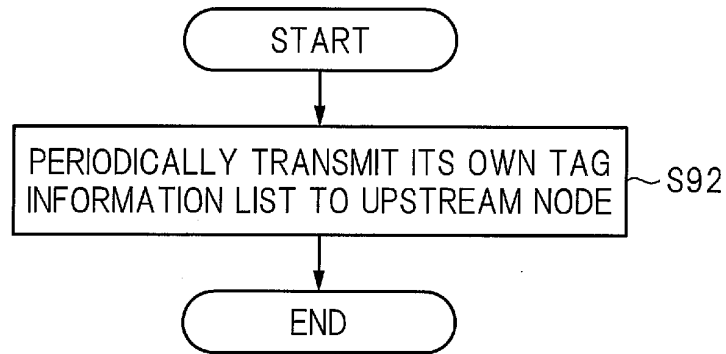 START
PERIODICALLY TRANSMIT ITS OWN TAG
INFORMATION LIST TO UPSTREAM NODE
S92
END